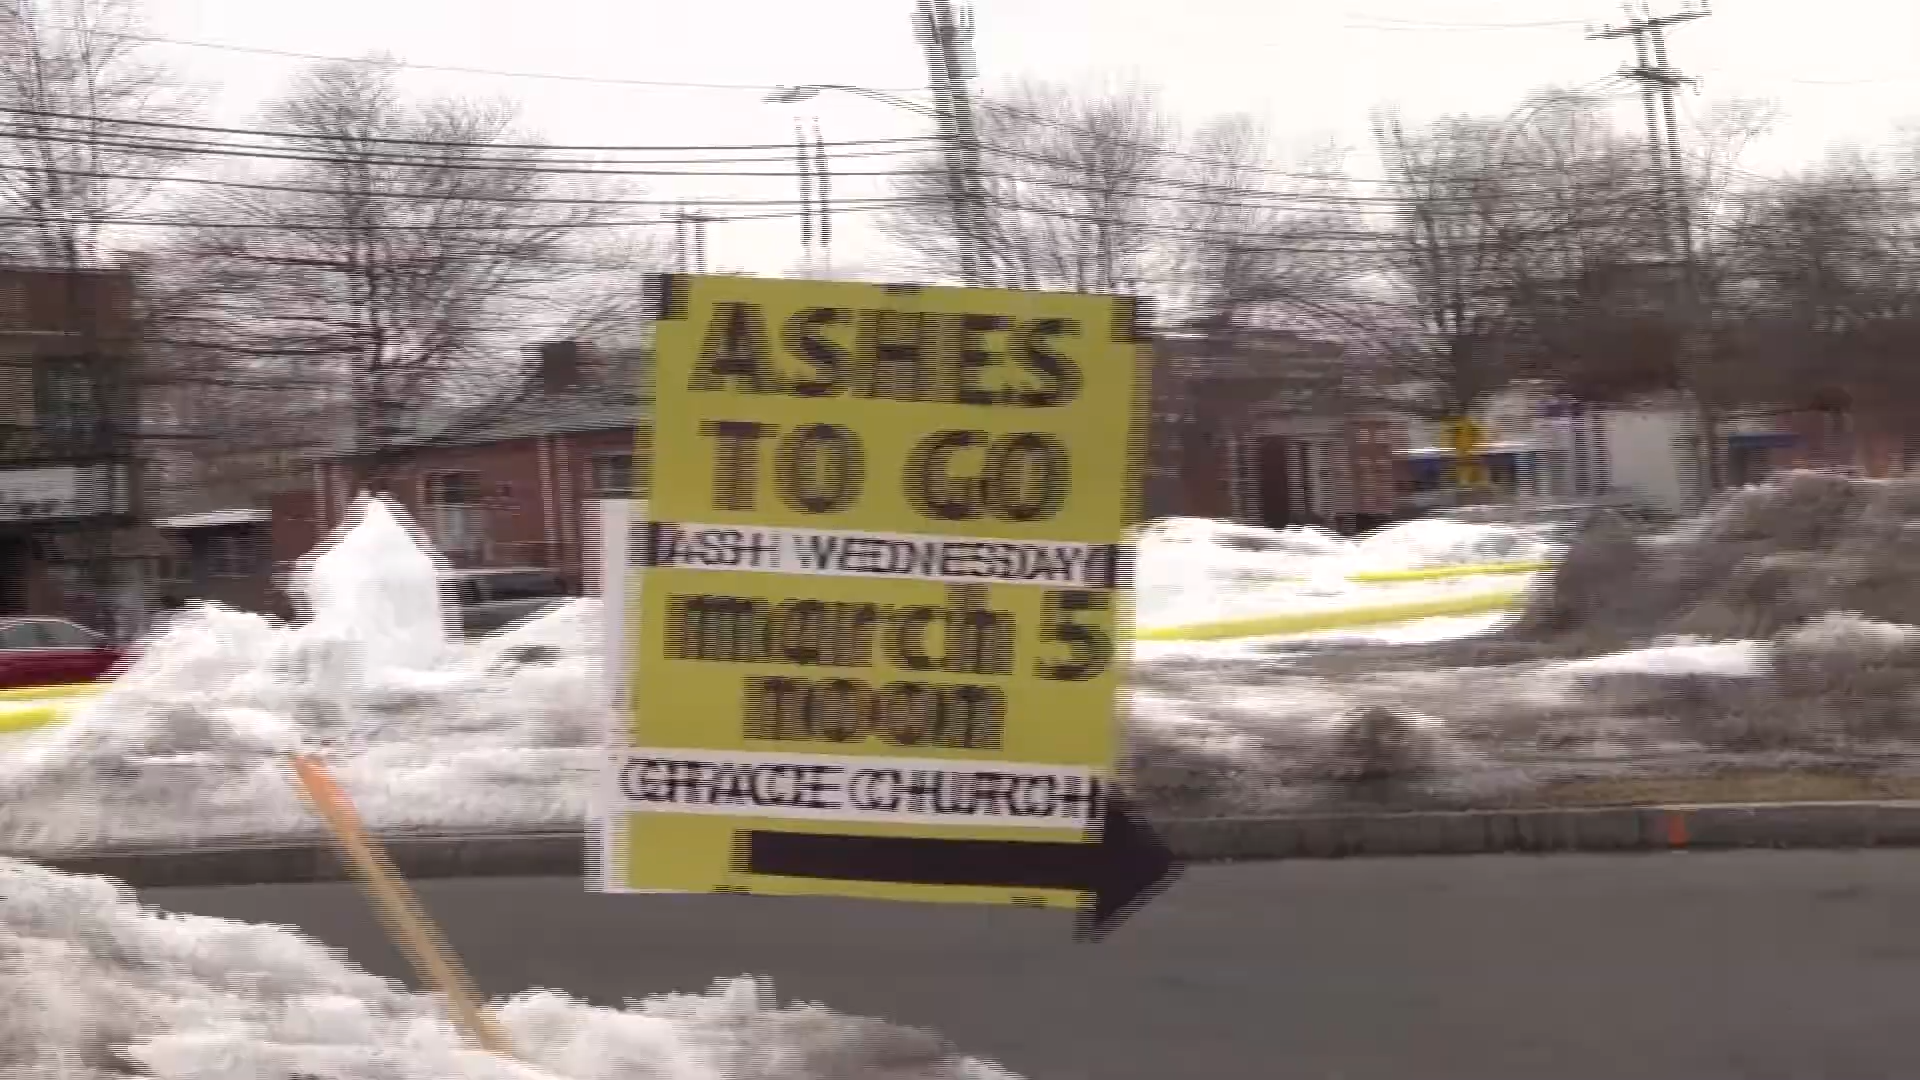 ASHES
TO GO
ASH WEDNESDAY
march 5
noon
GRACE CHURCH